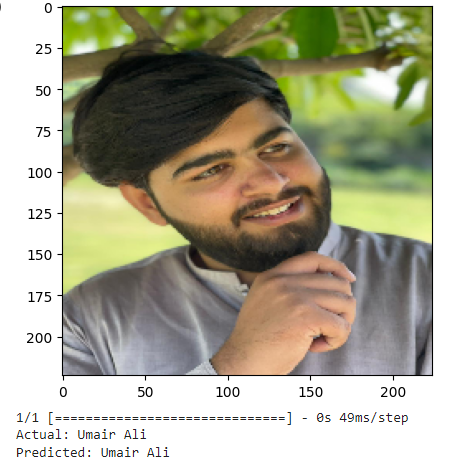 0
25
50
75
100
125
150
175
200
0 50 100 150 200
1/1 [==============================] - 0s 49ms/step
Actual: Umair Ali
Predicted: Umair Ali